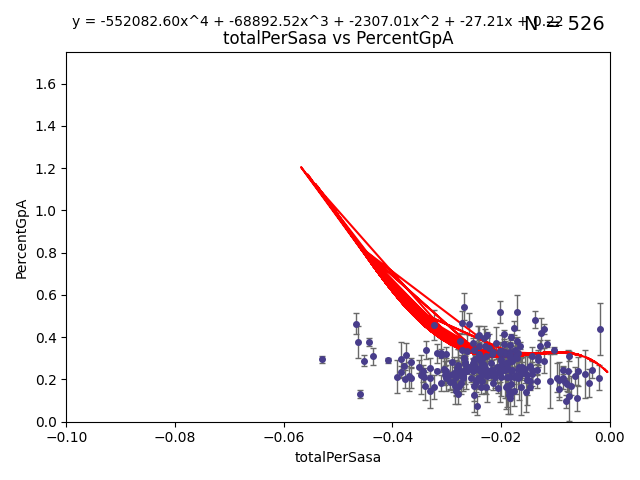 y = -552082.60x^4 + -68892.52x^3 + -2307.01x^2 + -27.21x + 0.22
N = 526
totalPerSasa vs PercentGpA
1.6
1.4
1.2
1.0
0.8
0.6
0.4
0.2
0.0
PercentGpA
−0.10 −0.08 −0.06 −0.04 −0.02 0.00
totalPerSasa